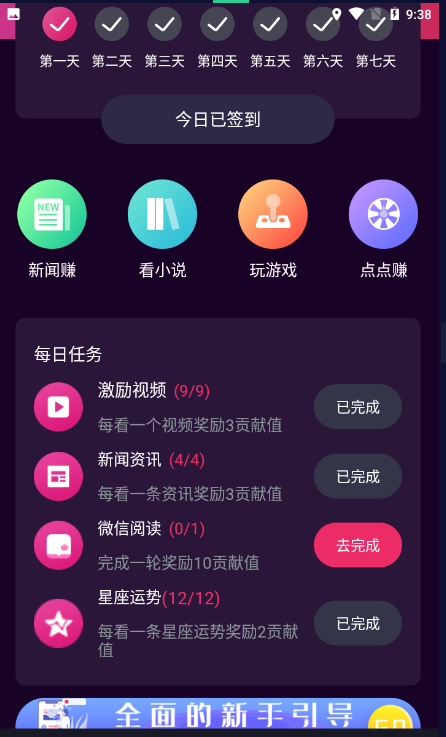 9:38
第一天 第二天 第三天 第四天 第五天 第六天 第七天
今日已签到
NEW
新闻赚 看小说 玩游戏 点点赚
每日任务
激励视频 (9/9)
每看一个视频奖励3贡献值
已完成
新闻资讯 (4/4)
每看一条资讯奖励3贡献值
已完成
微信阅读 (0/1)
完成一轮奖励10贡献值
去完成
星座运势(12/12)
每看一条星座运势奖励2贡献
值
已完成
全面的新手引导